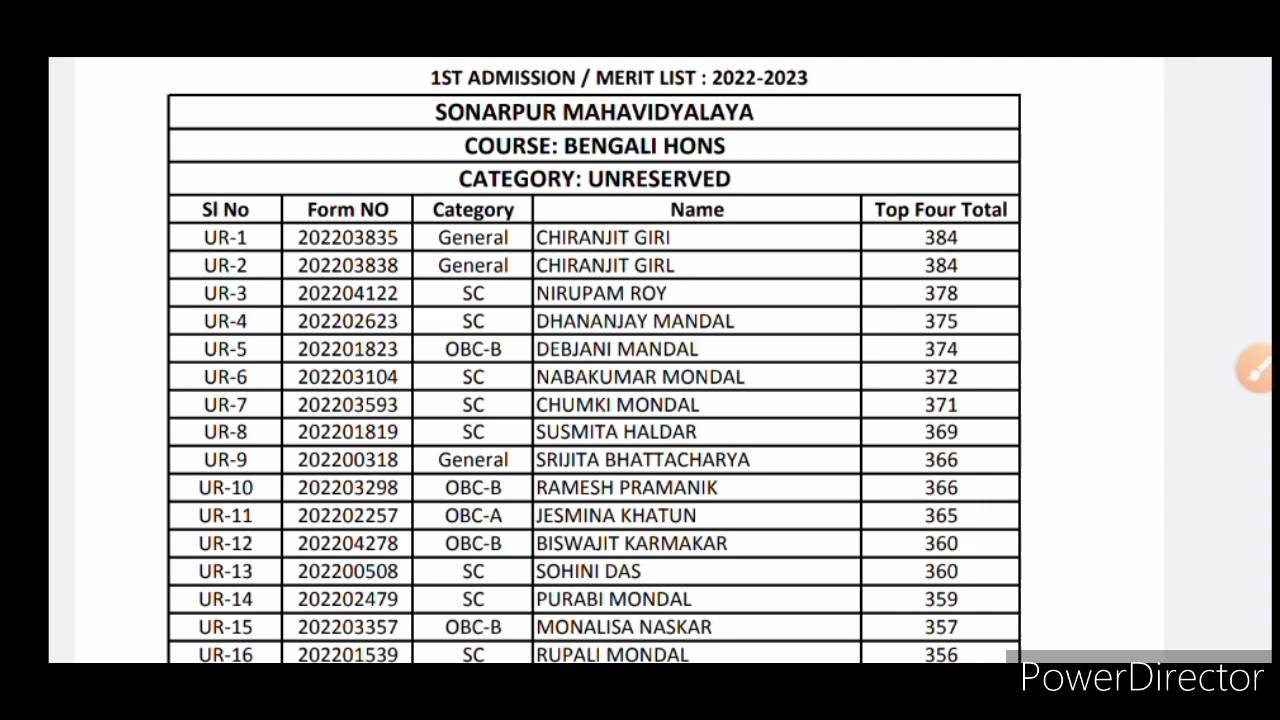 1ST ADMISSION / MERIT LIST : 2022-2023
SONARPUR MAHAVIDYALAYA
COURSE: BENGALI HONS
CATEGORY: UNRESERVED
Sl No Form NO Category Name Top Four Total
UR-1 202203835 General CHIRANJIT GIRI 384
UR-2 202203838 General CHIRANJIT GIRL 384
UR-3 202204122 SC NIRUPAM ROY 378
UR-4 202202623 SC DHANANJAY MANDAL 375
UR-5 202201823 OBC-B DEBJANI MANDAL 374
UR-6 202203104 SC NABAKUMAR MONDAL 372
UR-7 202203593 SC CHUMKI MONDAL 371
UR-8 202201819 SC SUSMITA HALDAR 369
UR-9 202200318 General SRIJITA BHATTACHARYA 366
UR-10 202203298 OBC-B RAMESH PRAMANIK 366
UR-11 202202257 OBC-A JESMINA KHATUN 365
UR-12 202204278 OBC-B BISWAJIT KARMAKAR 360
UR-13 202200508 SC SOHINI DAS 360
UR-14 202202479 SC PURABI MONDAL 359
UR-15 202203357 OBC-B MONALISA NASKAR 357
UR-16 202201539 SC RUPALI MONDAL 356
PowerDirector